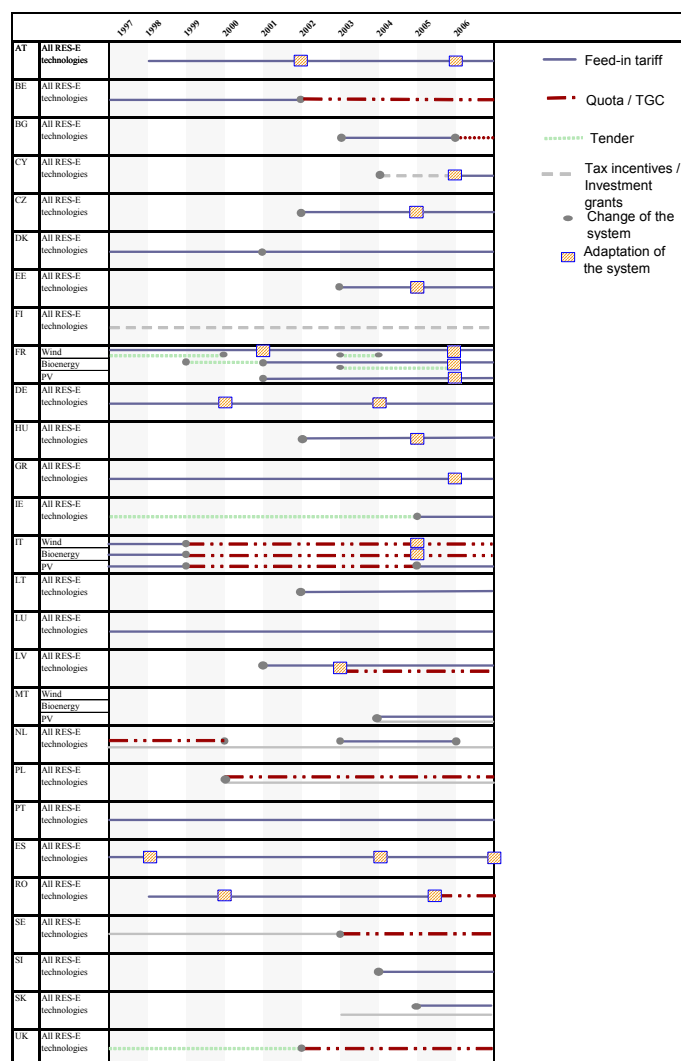 1997 1998 1999 2000 2001 2002 2003 2004 2005 2006
AT All RES-E
technologies
BE All RES-E
technologies
BG All RES-E
technologies
CY All RES-E
technologies
CZ All RES-E
technologies
DK All RES-E
technologies
EE All RES-E
technologies
FI All RES-E
technologies
FR Wind
Bioenergy
PV
DE All RES-E
technologies
HU All RES-E
technologies
GR All RES-E
technologies
IE All RES-E
technologies
IT Wind
Bioenergy
PV
LT All RES-E
technologies
LU All RES-E
technologies
LV All RES-E
technologies
MT Wind
Bioenergy
PV
NL All RES-E
technologies
PL All RES-E
technologies
PT All RES-E
technologies
ES All RES-E
technologies
RO All RES-E
technologies
SE All RES-E
technologies
SI All RES-E
technologies
SK All RES-E
technologies
UK All RES-E
technologies
Feed-in tariff
Quota / TGC
Tender
Tax incentives /
Investment
grants
Change of the
system
Adaptation of
the system